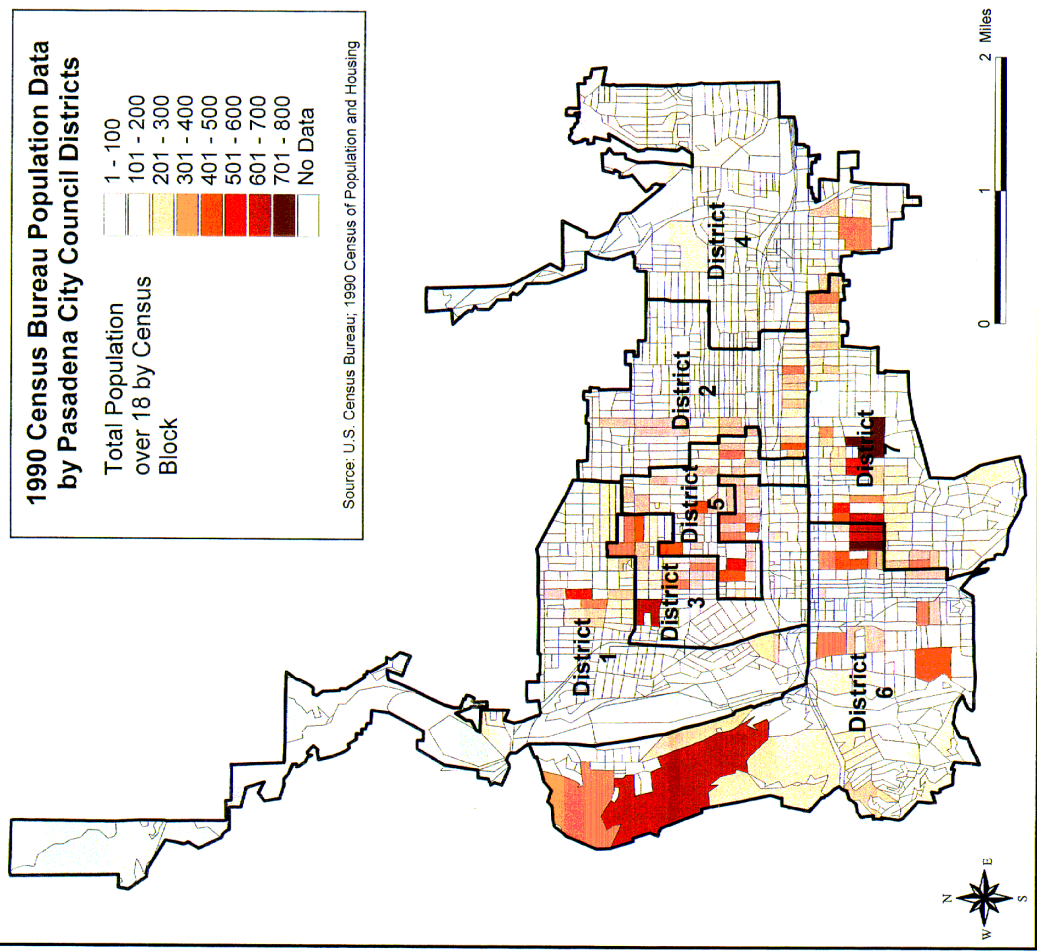 1990 Census Bureau Population Data
by Pasadena City Council Districts
Total Population
over 18 by Census
Block
1 - 100
101 - 200
201 - 300
301 - 400
401 - 500
501 - 600
601 - 700
701 - 800
No Data
Source: U.S. Census Bureau; 1990 Census of Population and Housing
District
1
District
2
District
3
District
4
District
5
District
6
District
7
N
W
E
S
0
1
2 Miles